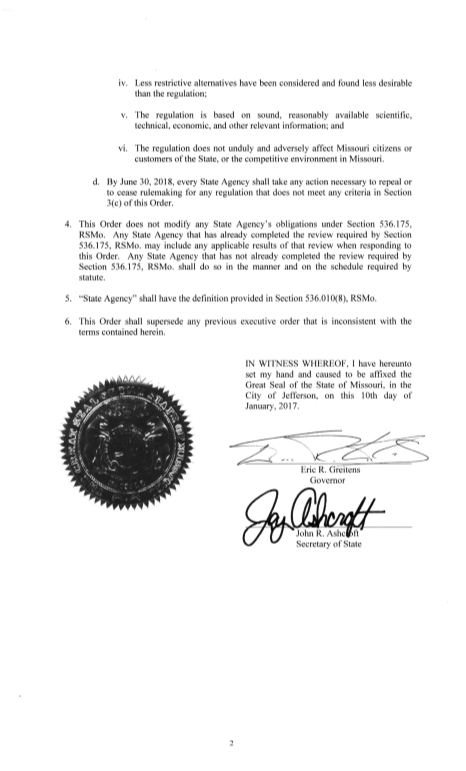 iv. Less restrictive alternatives have been considered and found less desirable
than the regulation;
v. The regulation is based on sound, reasonably available scientific,
technical, economic, and other relevant information; and
vi. The regulation does not unduly and adversely affect Missouri citizens or
customers of the State, or the competitive environment in Missouri.
d. By June 30, 2018, every State Agency shall take any action necessary to repeal or
to cease rulemaking for any regulation that does not meet any criteria in Section
3(c) of this Order.
4. This Order does not modify any State Agency's obligations under Section 536.175,
RSMo. Any State Agency that has already completed the review required by Section
536.175, RSMo. may include any applicable results of that review when responding to
this Order. Any State Agency that has not already completed the review required by
Section 536.175, RSMo. shall do so in the manner and on the schedule required by
statute.
5. "State Agency" shall have the definition provided in Section 536.010(8), RSMo.
6. This Order shall supersede any previous executive order that is inconsistent with the
terms contained herein.
IN WITNESS WHEREOF, I have hereunto
set my hand and caused to be affixed the
Great Seal of the State of Missouri, in the
City of Jefferson, on this 10th day of
January, 2017.
Eric R. Greitens
Governor
Jay Ashcroft
John R. Ashcroft
Secretary of State
2